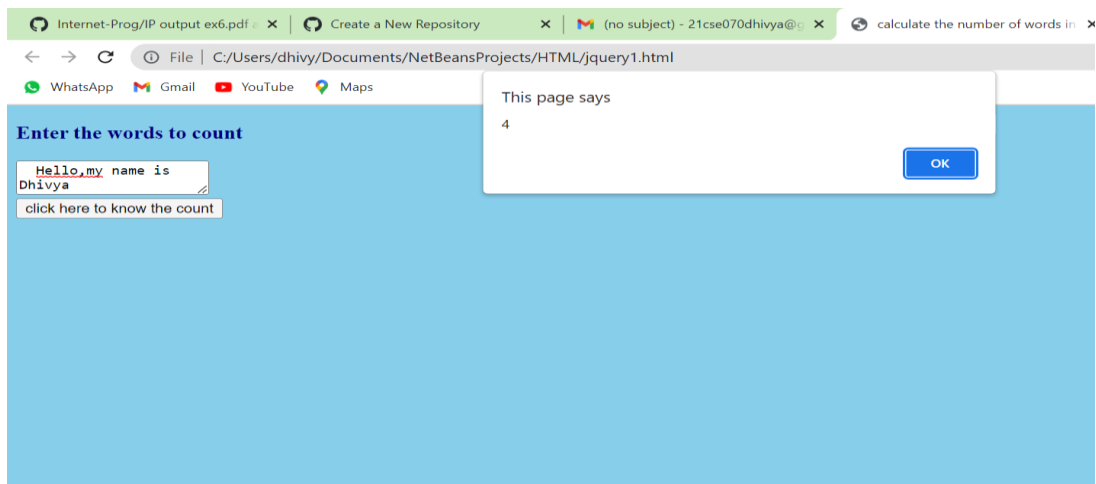 Internet-Prog/IP output ex6.pdf a
Create a New Repository
(no subject) - 21cse070dhivya@g
calculate the number of words in
File | C:/Users/dhivy/Documents/NetBeansProjects/HTML/jquery1.html
WhatsApp
Gmail
YouTube
Maps
This page says
4
OK
Enter the words to count
Hello,my name is
Dhivya
click here to know the count